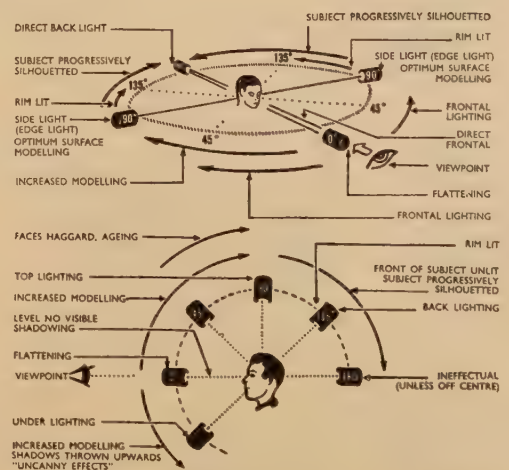 SUBJECT PROGRESSIVELY SILHOUETTED
DIRECT BACK LIGHT
RIM LIT
SUBJECT PROGRESSIVELY
SILHOUETTED
135°
135°
90
SIDE LIGHT (EDGE LIGHT)
OPTIMUM SURFACE
MODELLING
RIM LIT
45°
FRONTAL
LIGHTING
SIDE LIGHT
(EDGE LIGHT)
OPTIMUM SURFACE
MODELLING
90°
45°
0°
DIRECT
FRONTAL
VIEWPOINT
INCREASED MODELLING
FLATTENING
FRONTAL LIGHTING
FACES HAGGARD, AGEING
RIM LIT
TOP LIGHTING
FRONT OF SUBJECT UNLIT
SUBJECT PROGRESSIVELY
SILHOUETTED
INCREASED MODELLING
BACK LIGHTING
LEVEL NO VISIBLE
SHADOWING
FLATTENING
VIEWPOINT
INEFFECTUAL
(UNLESS OFF CENTRE)
UNDER LIGHTING
INCREASED MODELLING
SHADOWS THROWN UPWARDS
"UNCANNY EFFECTS"